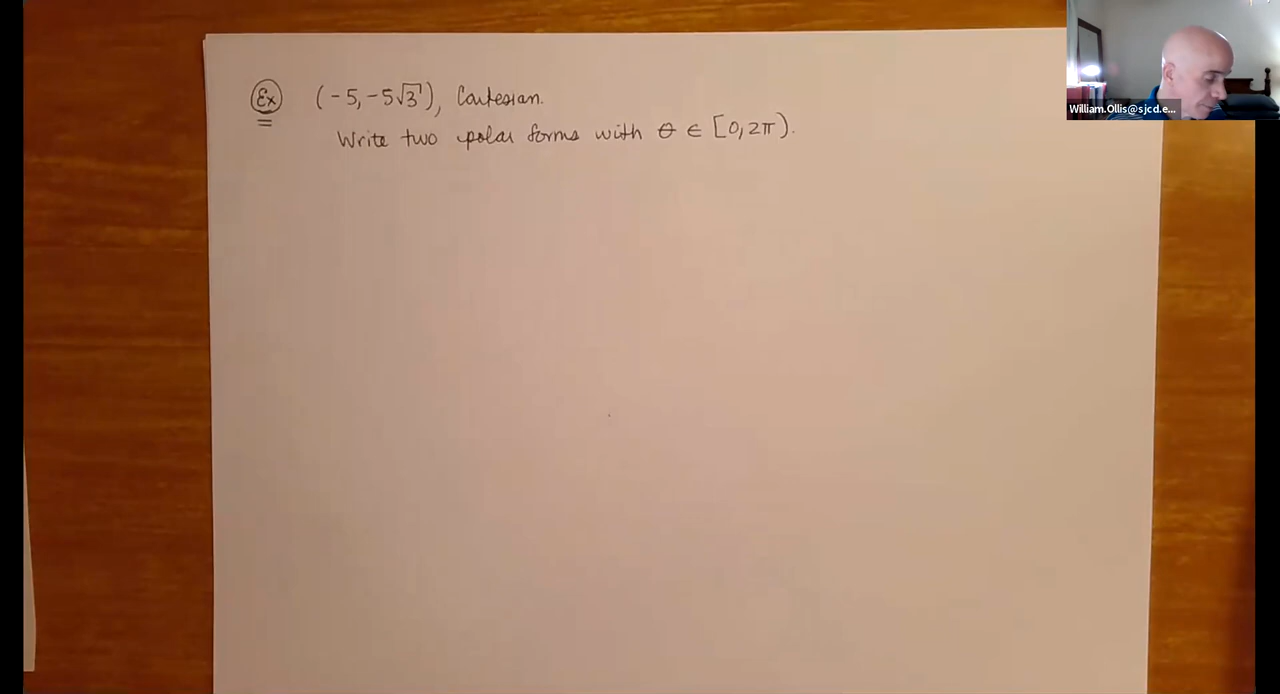 Ex (-5, -5√3), Cartesian.
Write two polar forms with θ ∈ [0, 2π).
William.Ollis@sjcd.e...